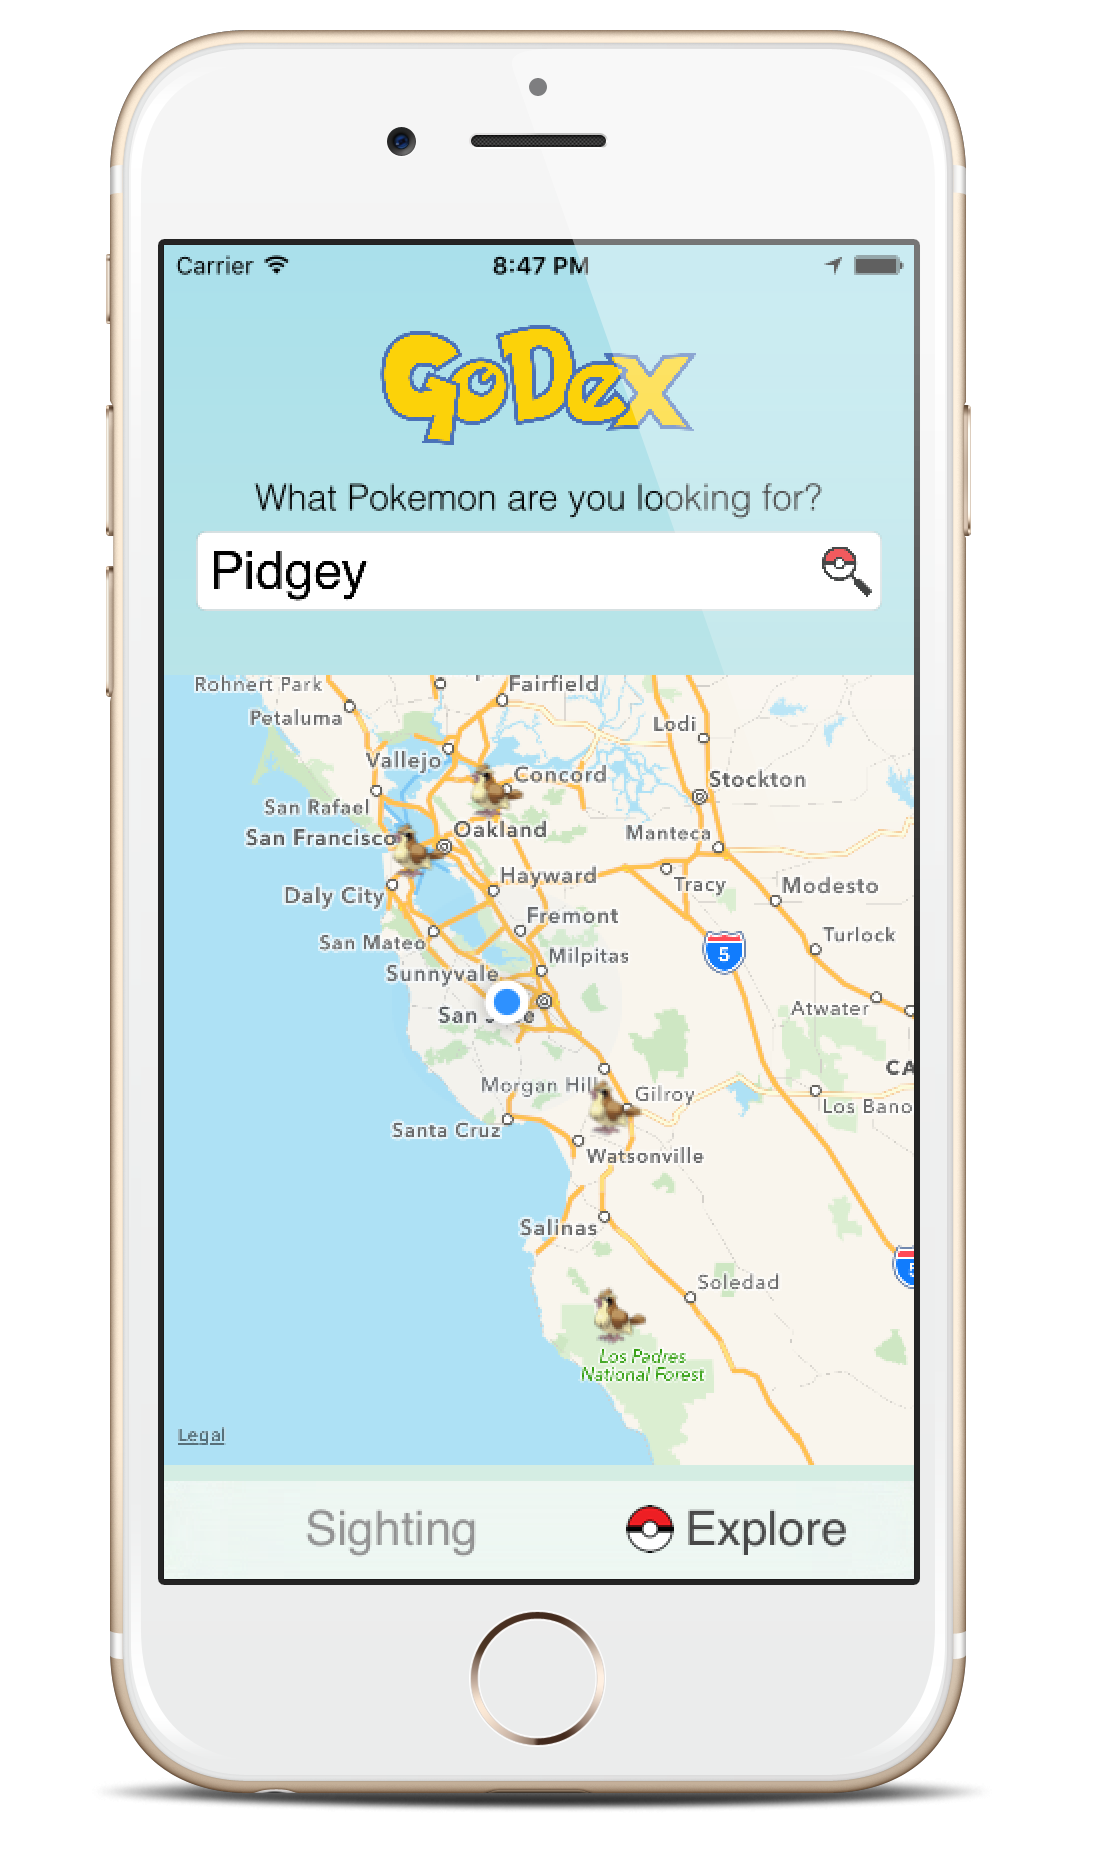 Carrier 8:47 PM
GoDex
What Pokemon are you looking for?
Pidgey
Rohnert Park
Fairfield
Petaluma
Lodi
Vallejo
Concord
Stockton
San Rafael
San Francisco
Oakland
Manteca
Hayward
Tracy
Modesto
Daly City
Fremont
San Mateo
Turlock
5
Milpitas
Sunnyvale
Atwater
San
CA
Morgan Hill
Gilroy
Los Bano
Santa Cruz
Watsonville
Salinas
5
Soledad
Los Padres
National Forest
Legal
Sighting
Explore